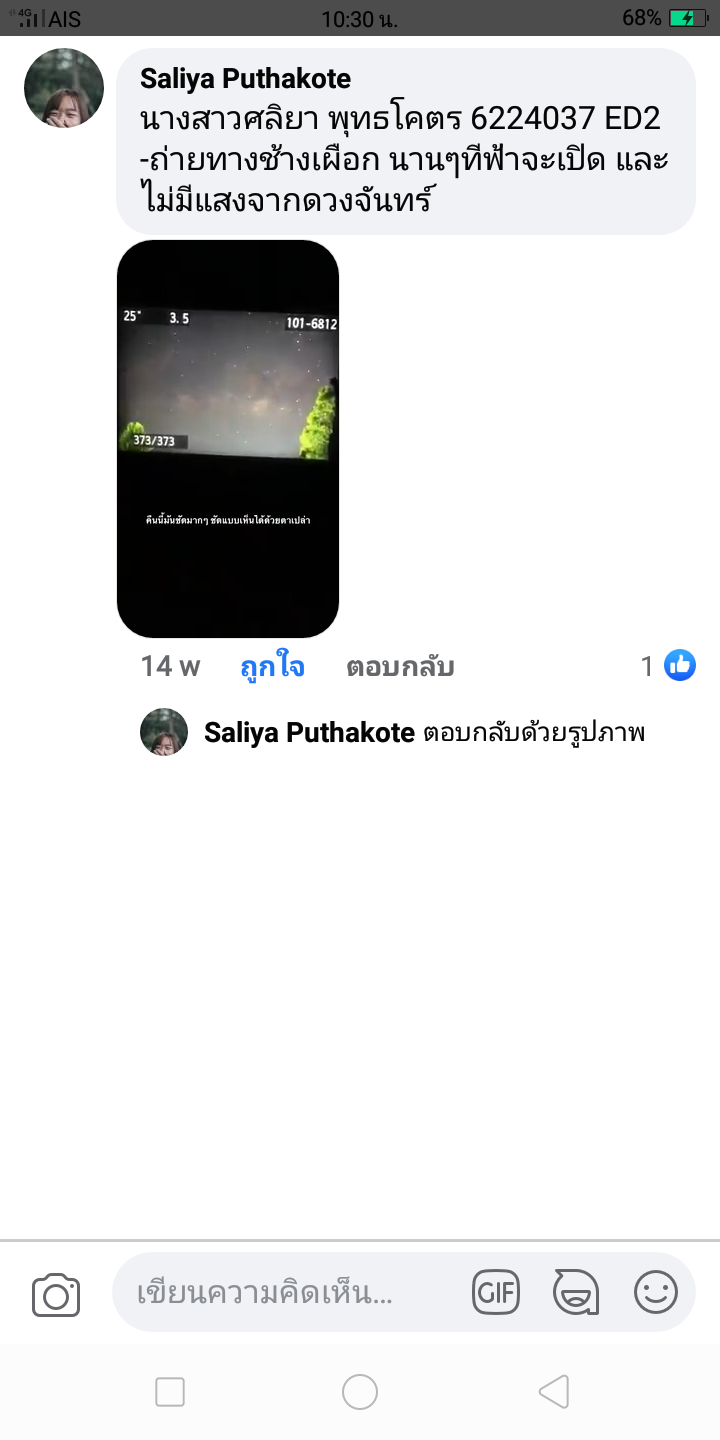 4G AIS
10:30 น.
68%
Saliya Puthakote
นางสาวศลิยา พุทธโคตร 6224037 ED2
-ถ่ายทางช้างเผือก นานๆทีฟ้าจะเปิด และ
ไม่มีแสงจากดวงจันทร์
25" 3.5 101-6812
373/373
คืนนี้มันชัดมากๆ ชัดแบบเห็นได้ด้วยตาเปล่า
14 w ถูกใจ ตอบกลับ 1
Saliya Puthakote ตอบกลับด้วยรูปภาพ
เขียนความคิดเห็น... GIF